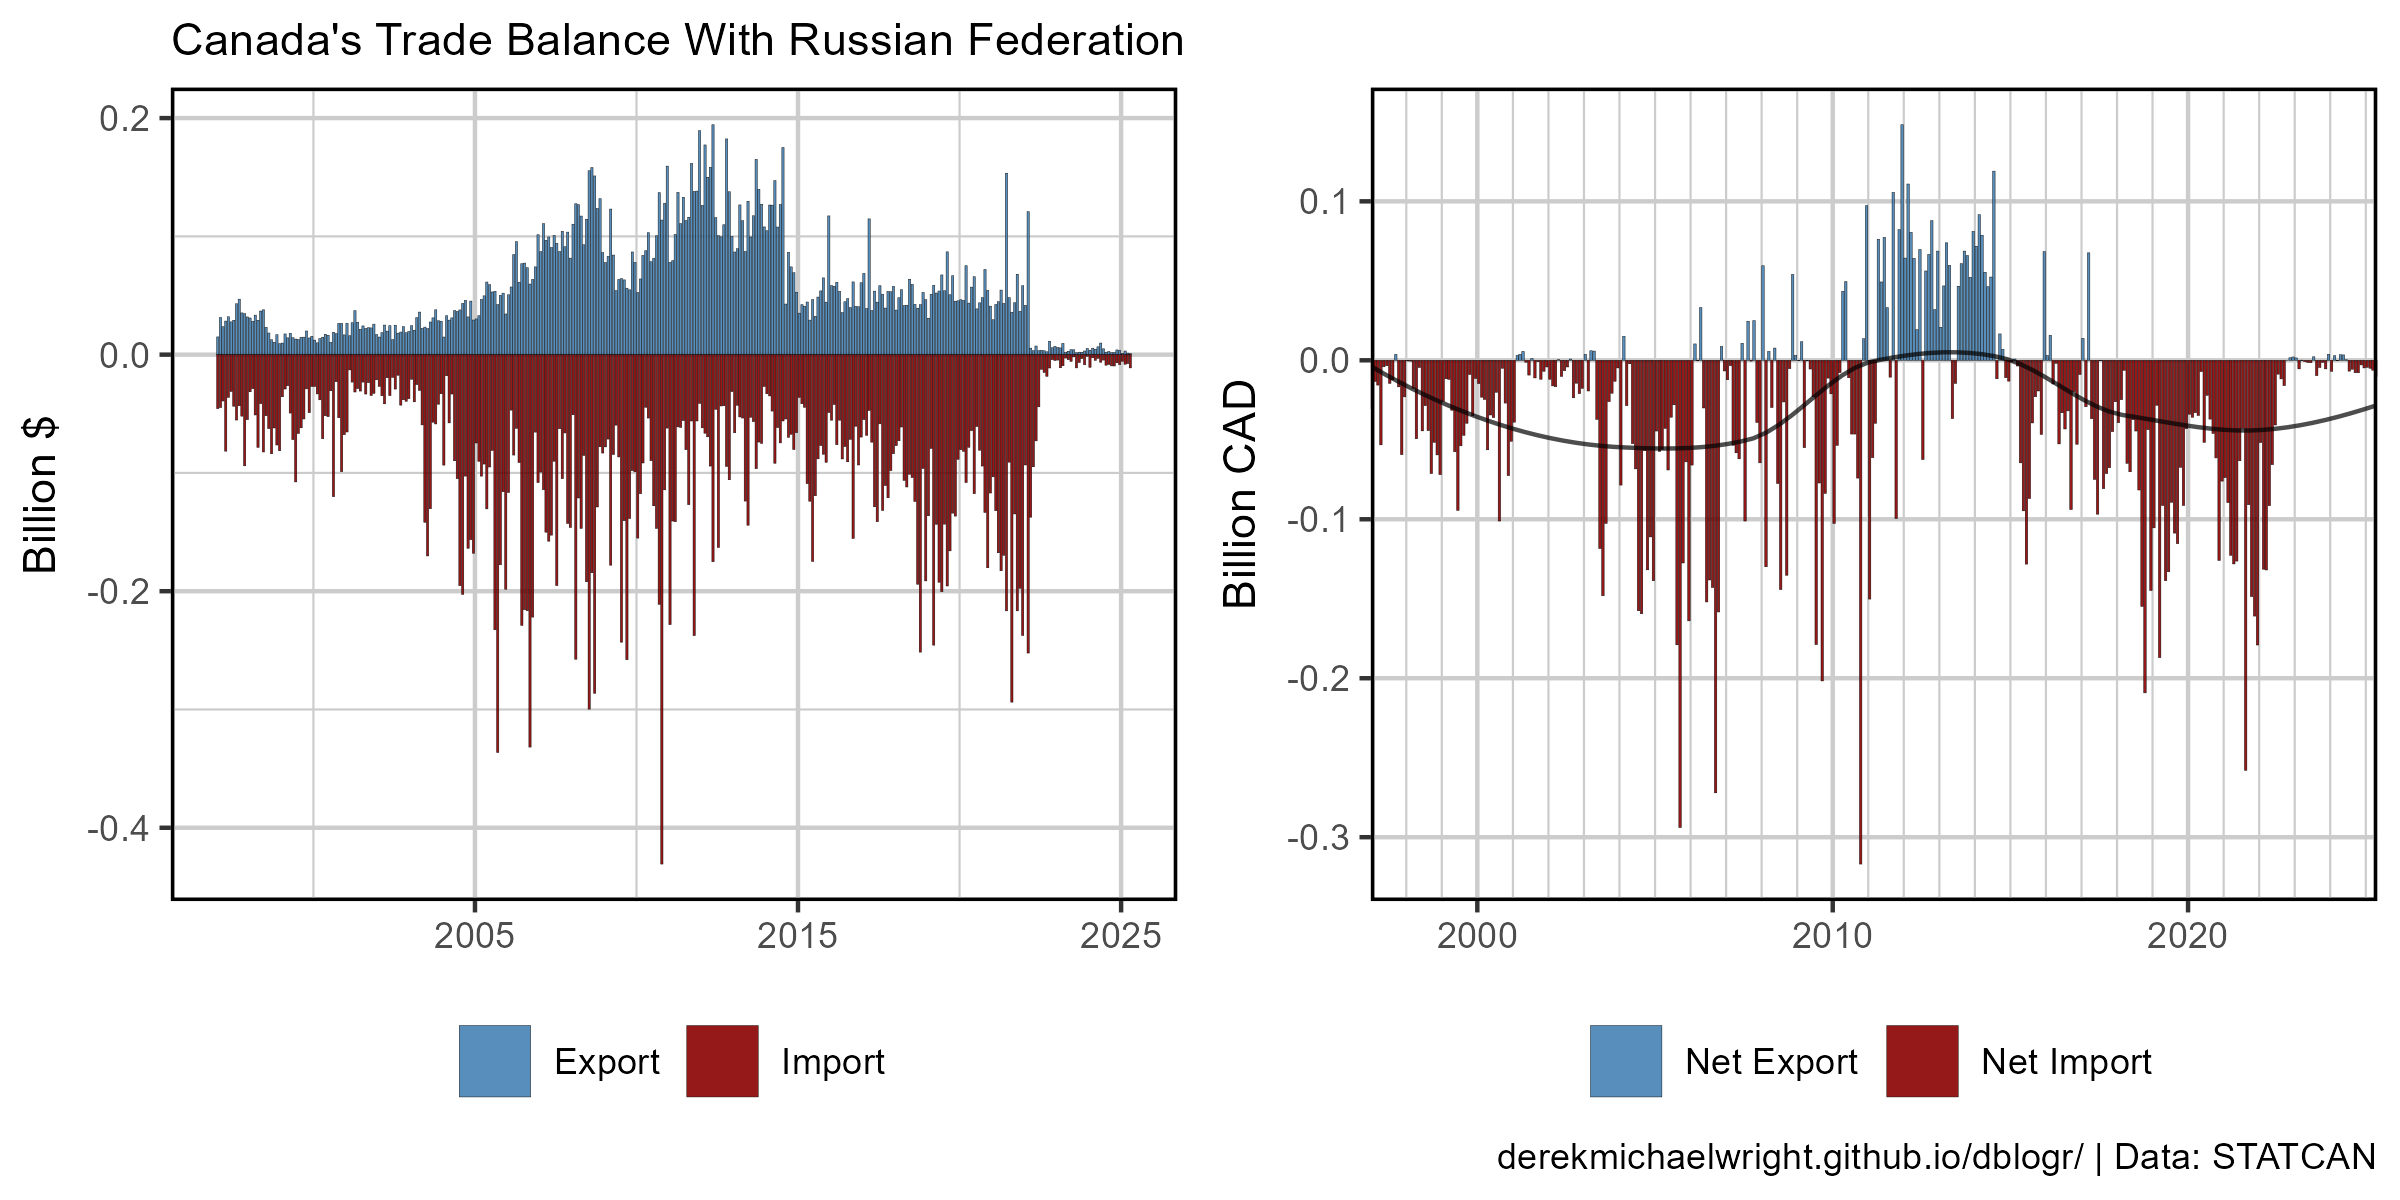 Canada's Trade Balance With Russian Federation
Billion $
0.2
0.0
-0.2
-0.4
2005
2015
2025
Export
Import
Billion CAD
0.1
0.0
-0.1
-0.2
-0.3
2000
2010
2020
Net Export
Net Import
derekmichaelwright.github.io/dblogr/ | Data: STATCAN